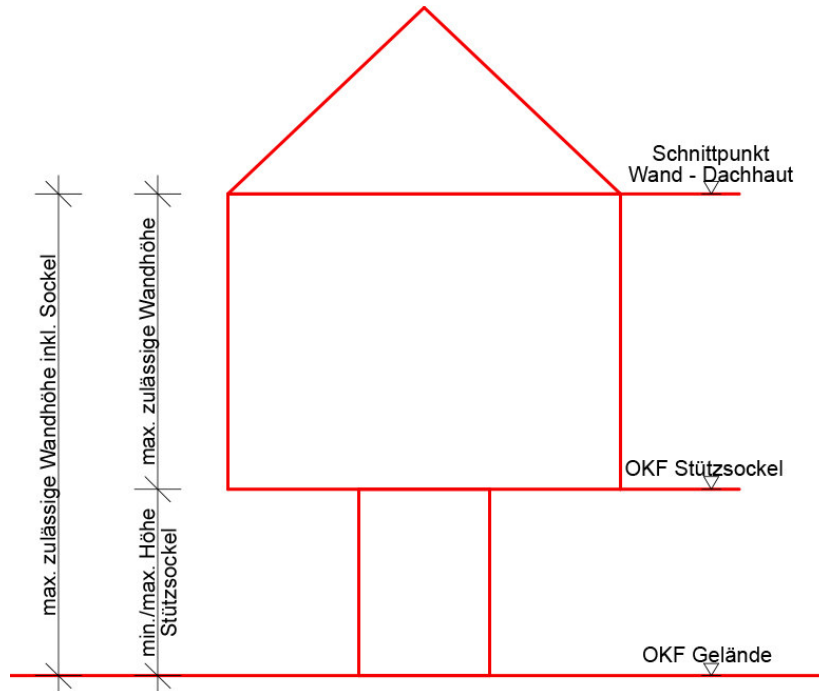 Schnittpunkt
Wand - Dachhaut
max. zulässige Wandhöhe inkl. Sockel
max. zulässige Wandhöhe
OKF Stützsockel
min./max. Höhe
Stützsockel
OKF Gelände